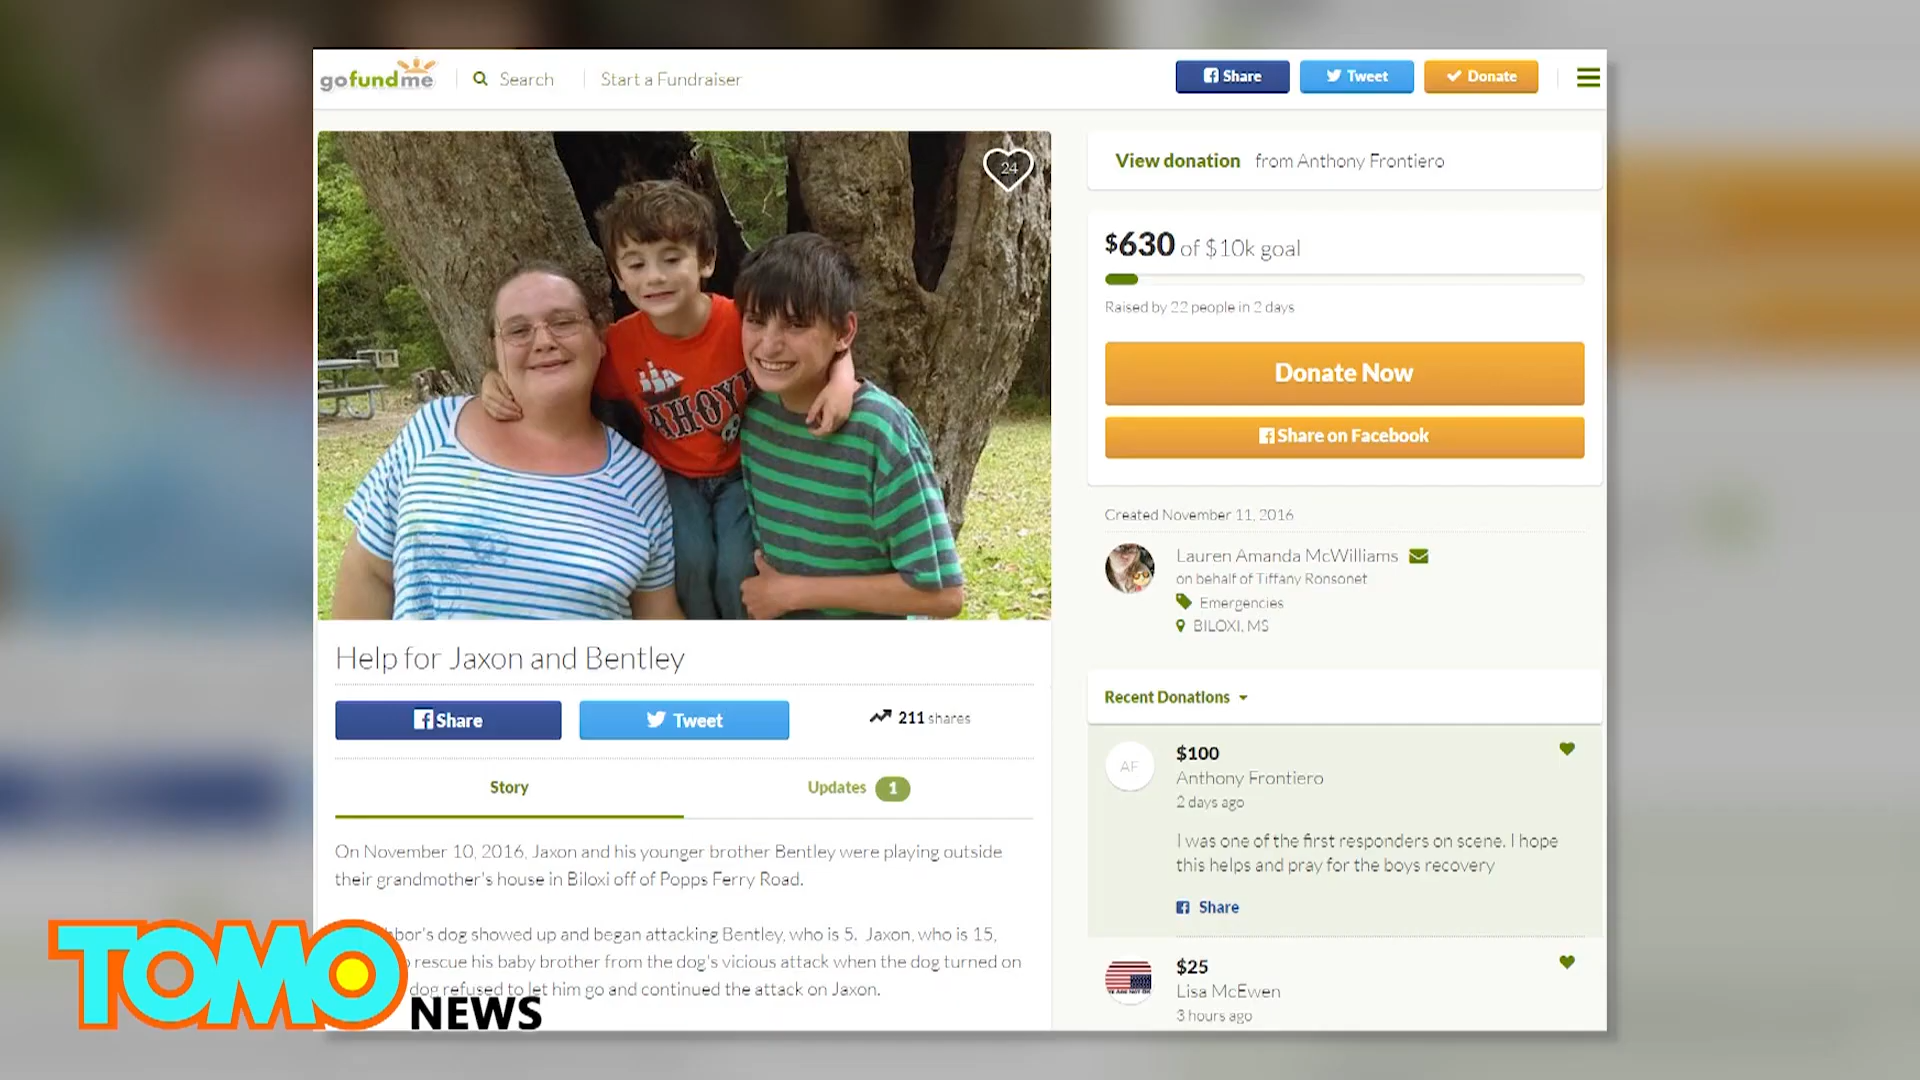 gofundme
Search
Start a Fundraiser
Share
Tweet
Donate
24
View donation from Anthony Frontiero
$630 of $10k goal
Raised by 22 people in 2 days
Donate Now
Share on Facebook
Created November 11, 2016
Lauren Amanda McWilliams
on behalf of Tiffany Ronsonet
Emergencies
BILOXI, MS
AHOY
Help for Jaxon and Bentley
Share
Tweet
211 shares
Story
Updates 1
On November 10, 2016, Jaxon and his younger brother Bentley were playing outside
their grandmother's house in Biloxi off of Popps Ferry Road.
dog showed up and began attacking Bentley, who is 5. Jaxon, who is 15,
rescue his baby brother from the dog's vicious attack when the dog turned on
dog refused to let him go and continued the attack on Jaxon.
Recent Donations
AF
$100
Anthony Frontiero
2 days ago
I was one of the first responders on scene. I hope
this helps and pray for the boys recovery
Share
$25
Lisa McEwen
3 hours ago
TOMO
NEWS